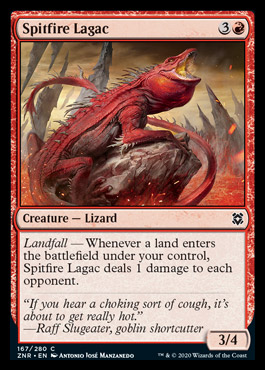 Spitfire Lagac 3
Creature — Lizard
Landfall — Whenever a land enters
the battlefield under your control,
Spitfire Lagac deals 1 damage to each
opponent.
“If you hear a choking sort of cough, it’s
about to get really hot.”
—Raff Slugeater, goblin shortcutter
3/4
167/280 C
ZNR • EN Antonio José Manzanedo
™ & © 2020 Wizards of the Coast